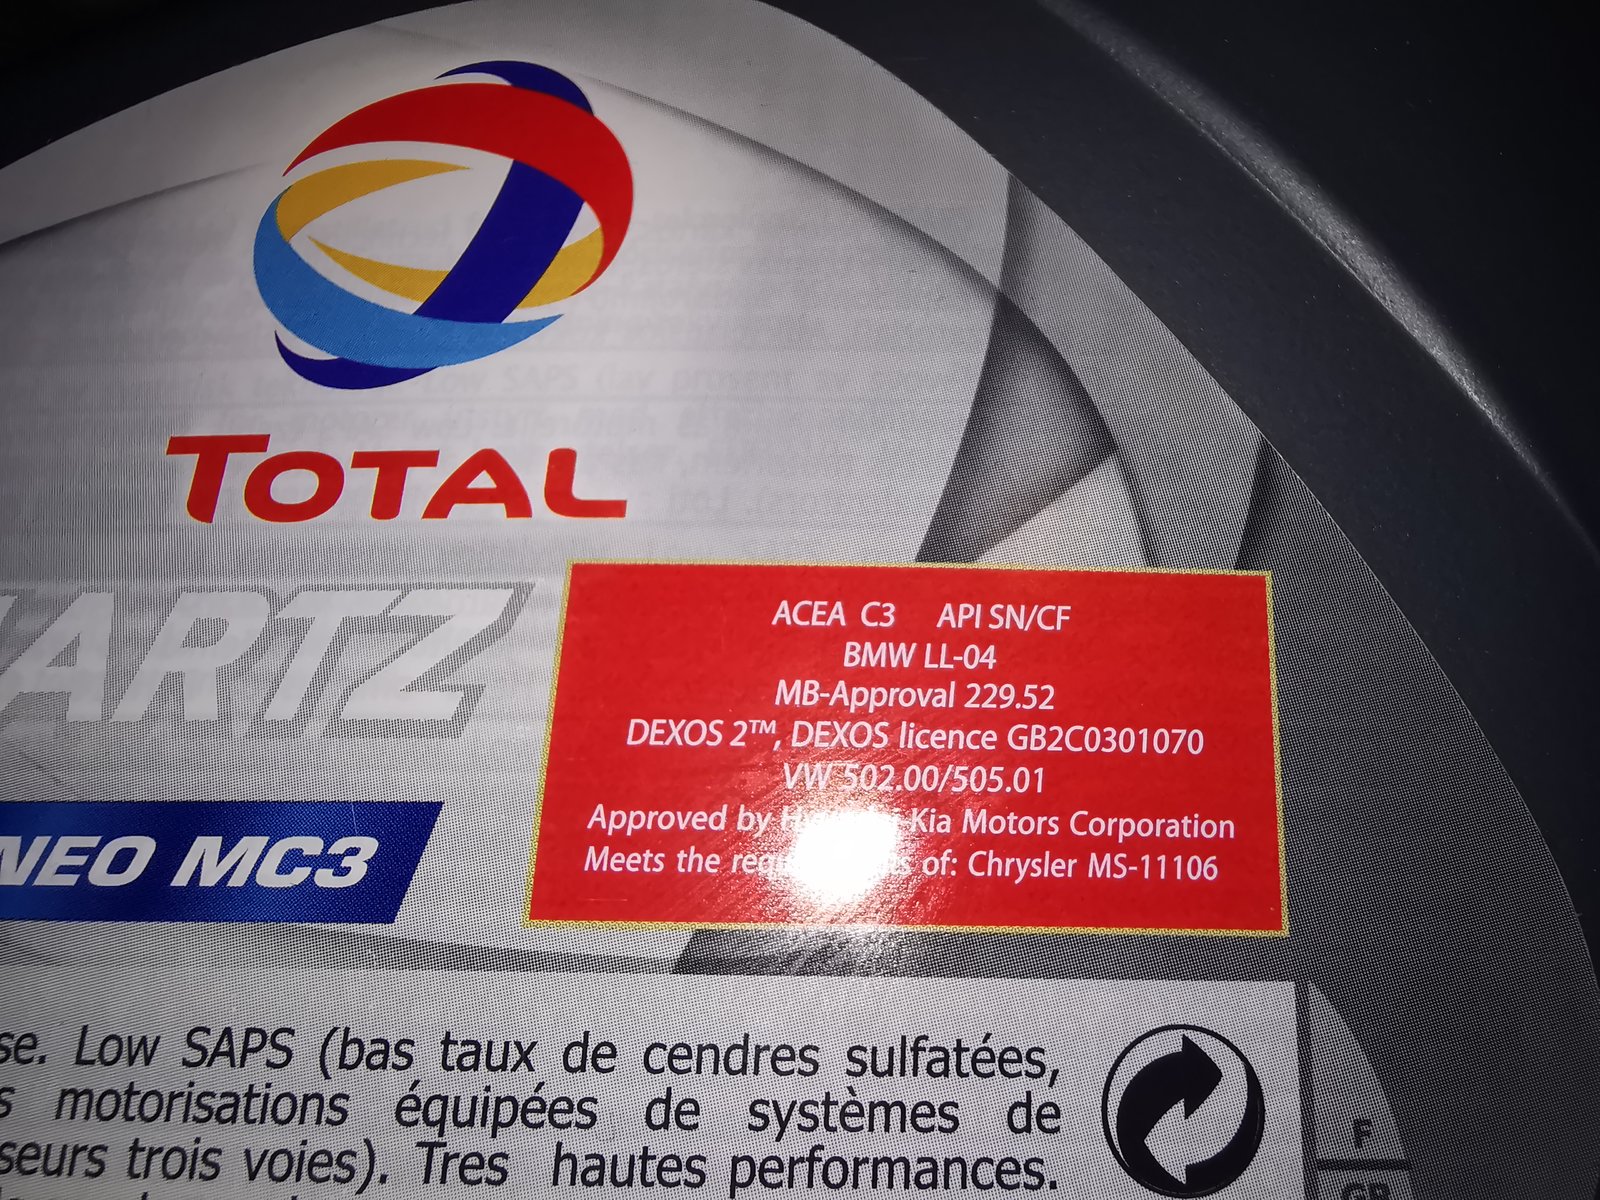 TOTAL
ARTZ
NEO MC3
ACEA C3 API SN/CF
BMW LL-04
MB-Approval 229.52
DEXOS 2™, DEXOS licence GB2C0301070
VW 502.00/505.01
Approved by Kia Motors Corporation
Meets the of: Chrysler MS-11106
se. Low SAPS (bas taux de cendres sulfatées,
s motorisations équipées de systèmes de
seurs trois voies). Tres hautes performances.
F
GB